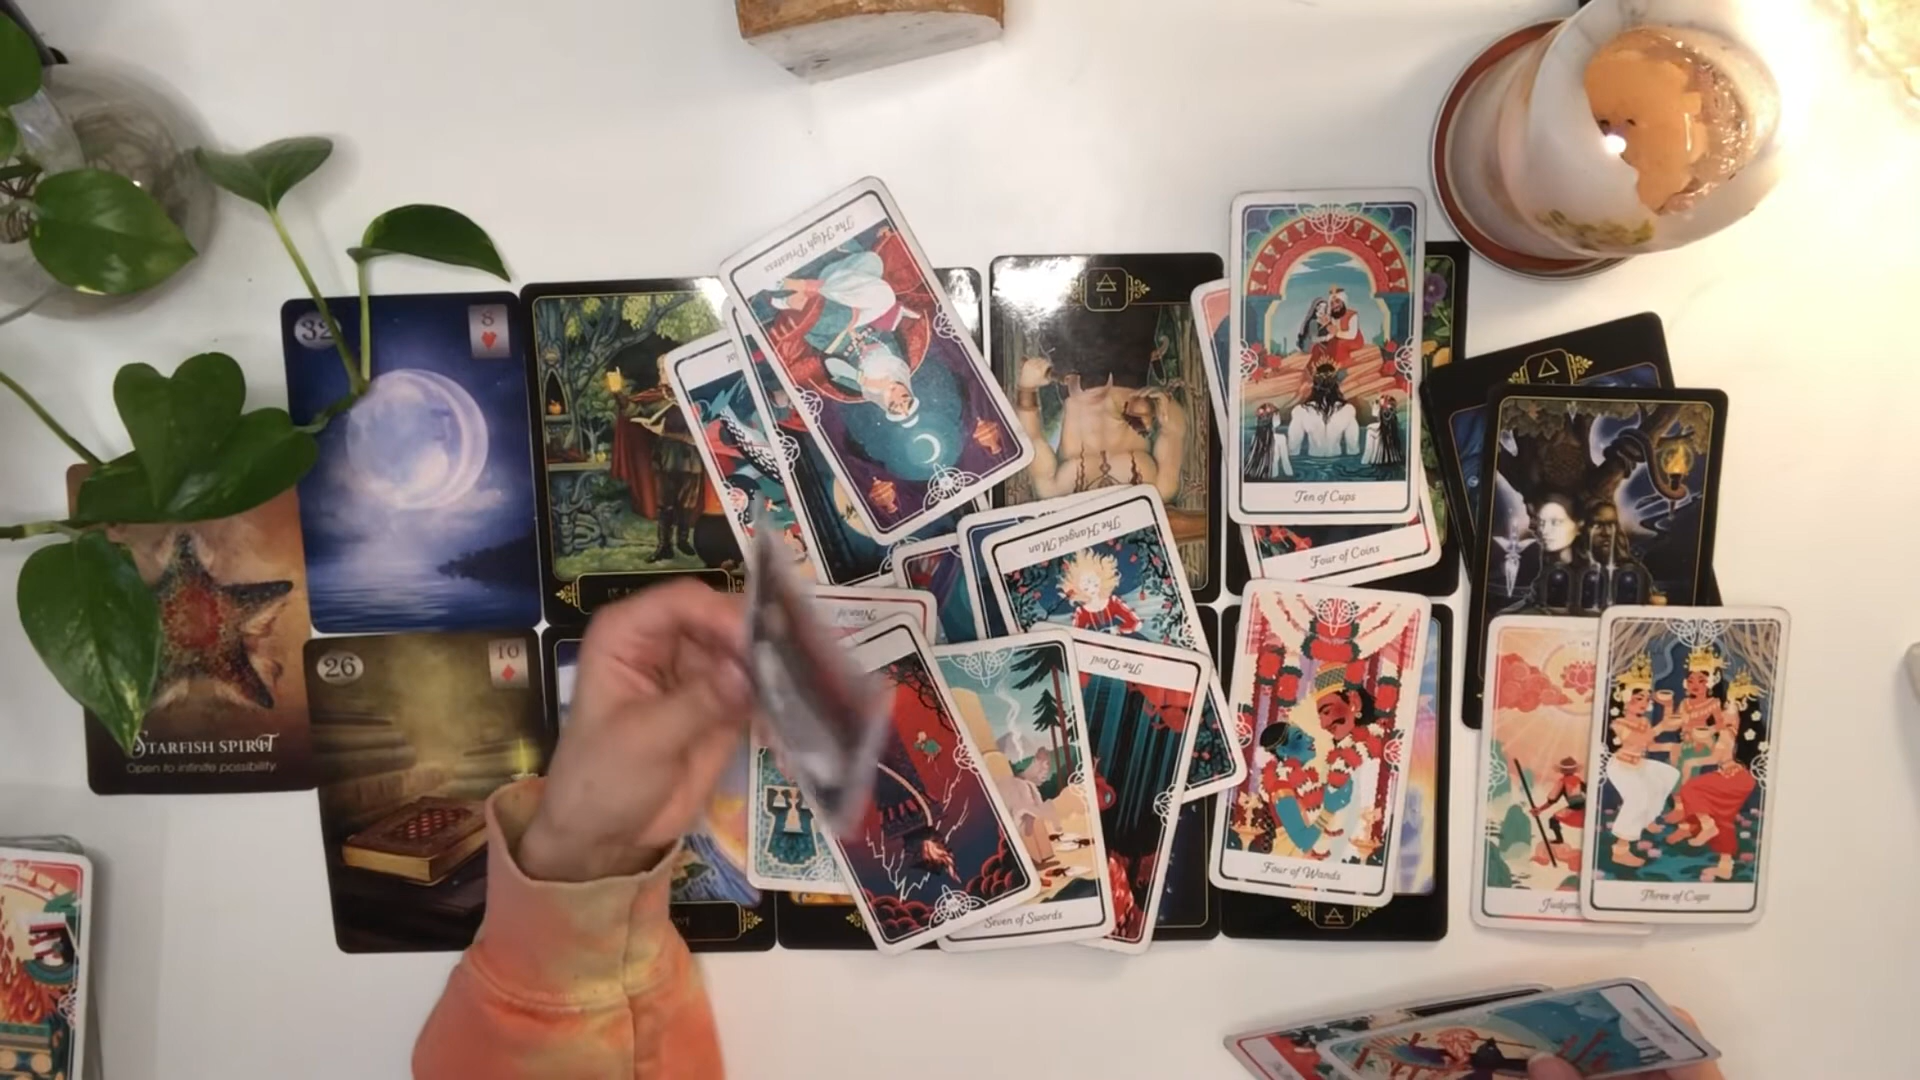 The High Priestess
32
8
Ten of Cups
Four of Coins
The Hanged Man
26
10
The Devil
STARFISH SPIRIT
Open to infinite possibility.
Four of Wands
Three of Cups
Seven of Swords